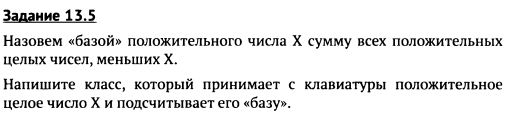 Задание 13.5
Назовем «базой» положительного числа X сумму всех положительных
целых чисел, меньших X.
Напишите класс, который принимает с клавиатуры положительное
целое число X и подсчитывает его «базу».